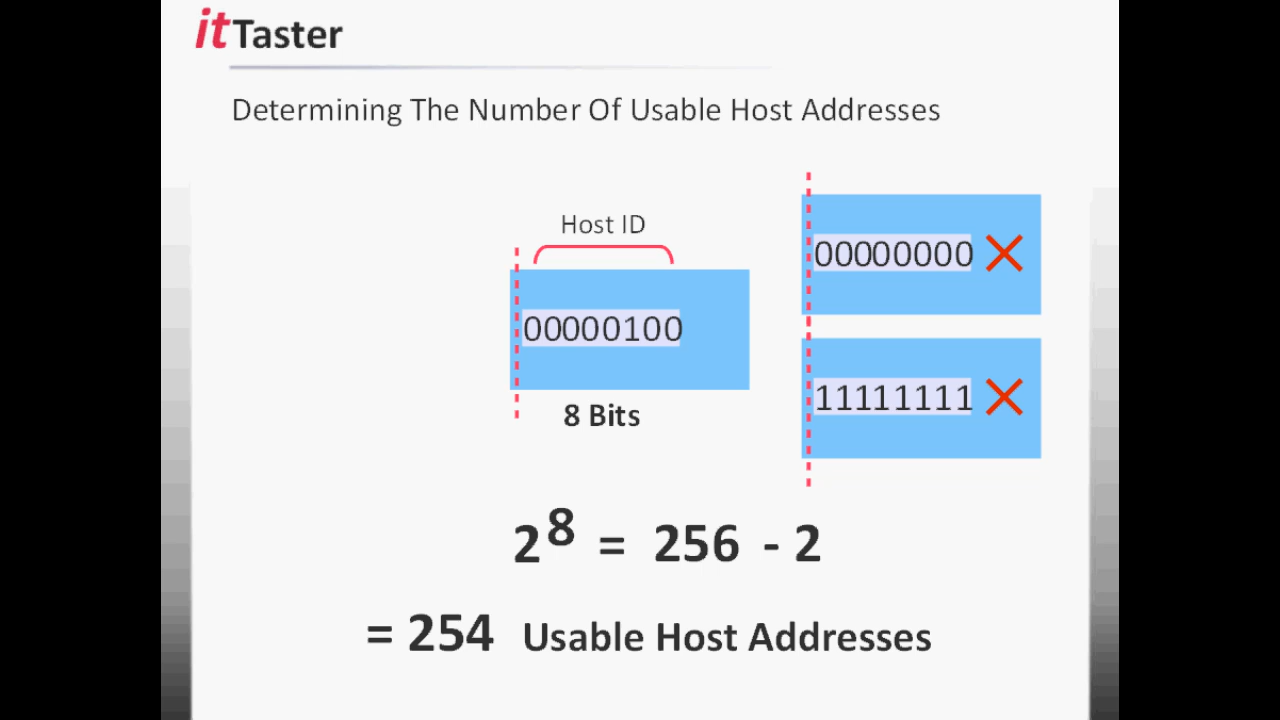 itTaster
Determining The Number Of Usable Host Addresses
Host ID
00000100
8 Bits
00000000
11111111
2^8 = 256 - 2
= 254 Usable Host Addresses